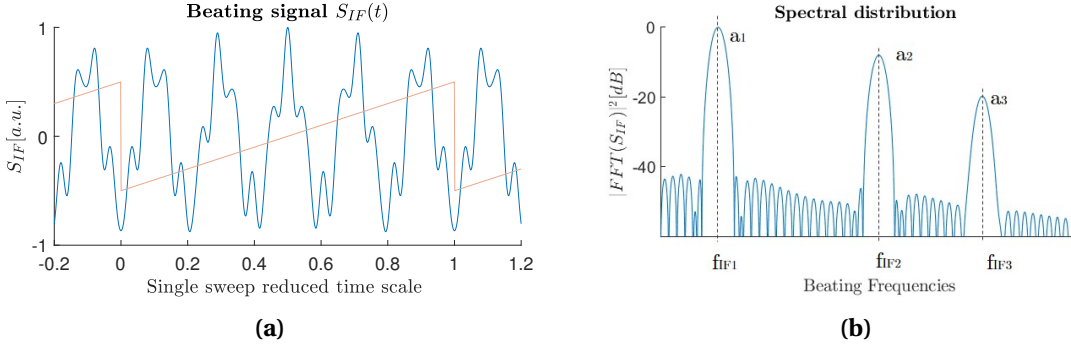 Beating signal S_IF(t)
1
0
-1
S_IF[a.u.]
-0.2 0 0.2 0.4 0.6 0.8 1 1.2
Single sweep reduced time scale
(a)
Spectral distribution
0
-20
-40
|FFT(S_IF)|²[dB]
a1
a2
a3
fIF1 fIF2 fIF3
Beating Frequencies
(b)